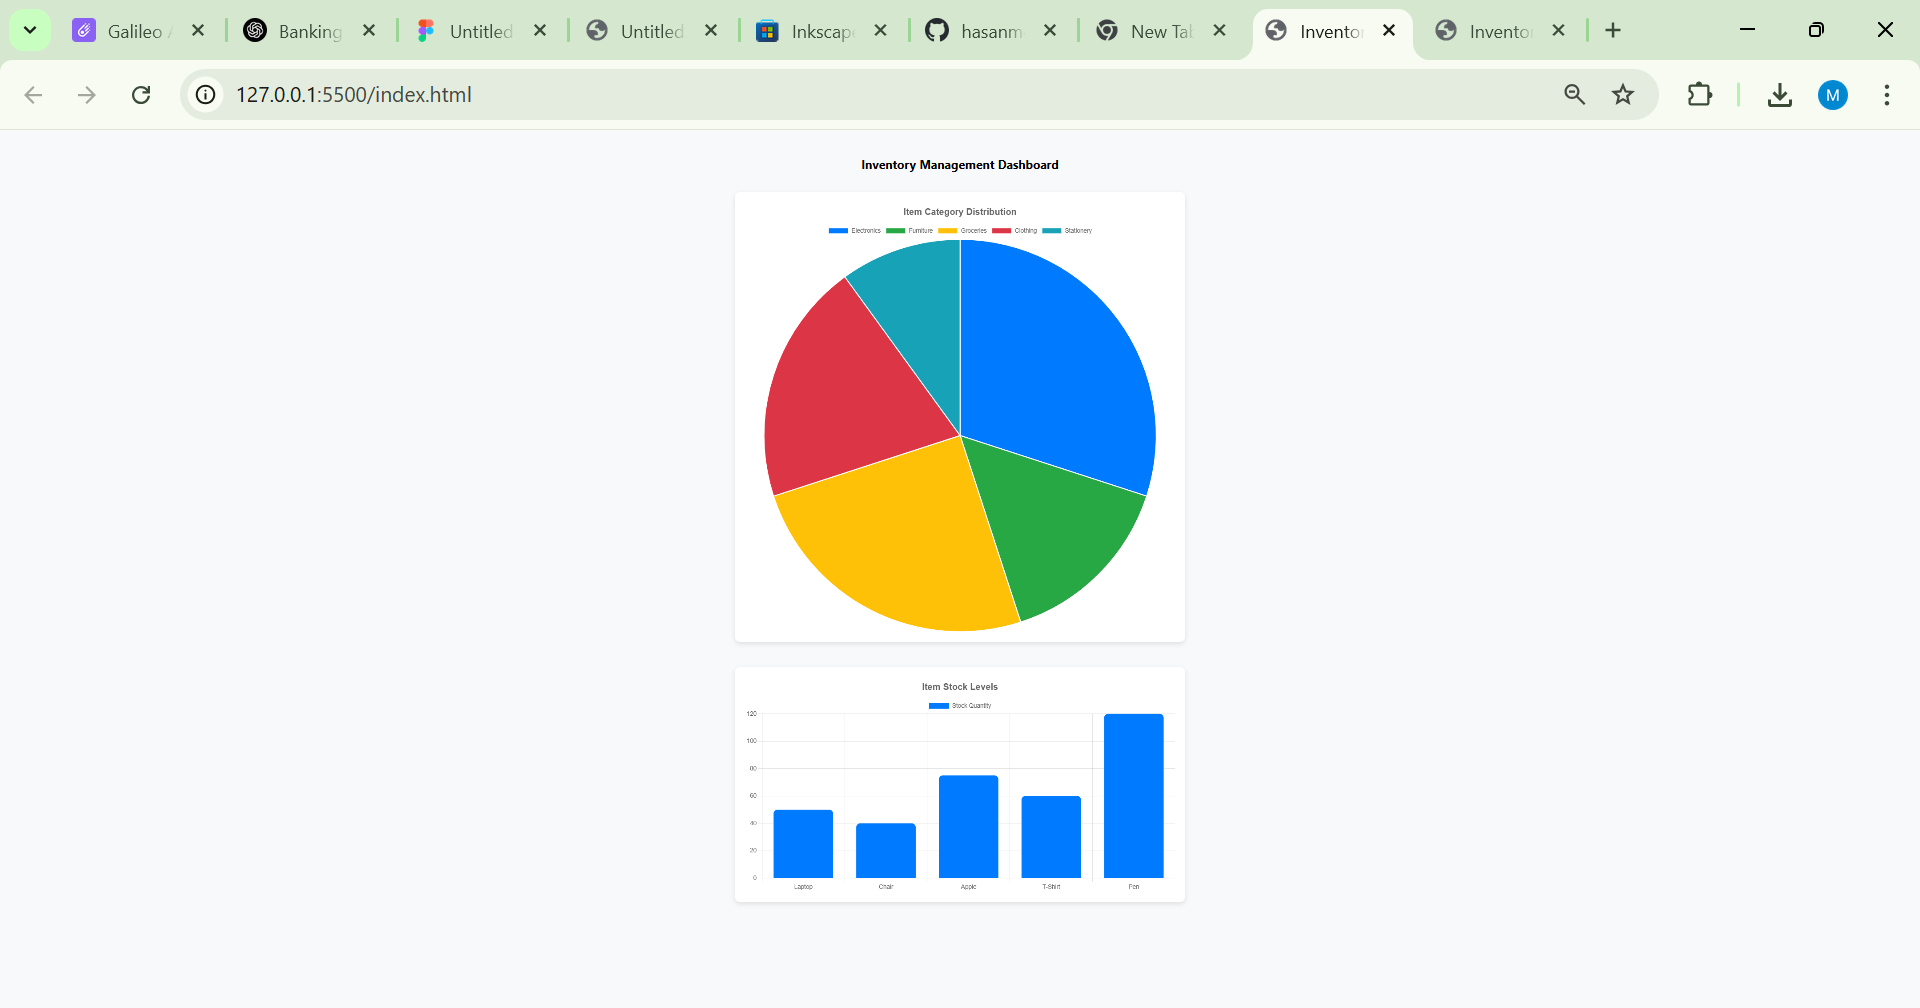 Galileo A
Banking
Untitled
Untitled
Inkscap
hasanm
New Tab
Invento
Invento
127.0.0.1:5500/index.html
M
Inventory Management Dashboard
Item Category Distribution
Electronics Furniture Groceries Clothing Stationery
Item Stock Levels
Stock Quantity
120
100
80
60
40
20
0
Laptop Chair Apple T-Shirt Pen